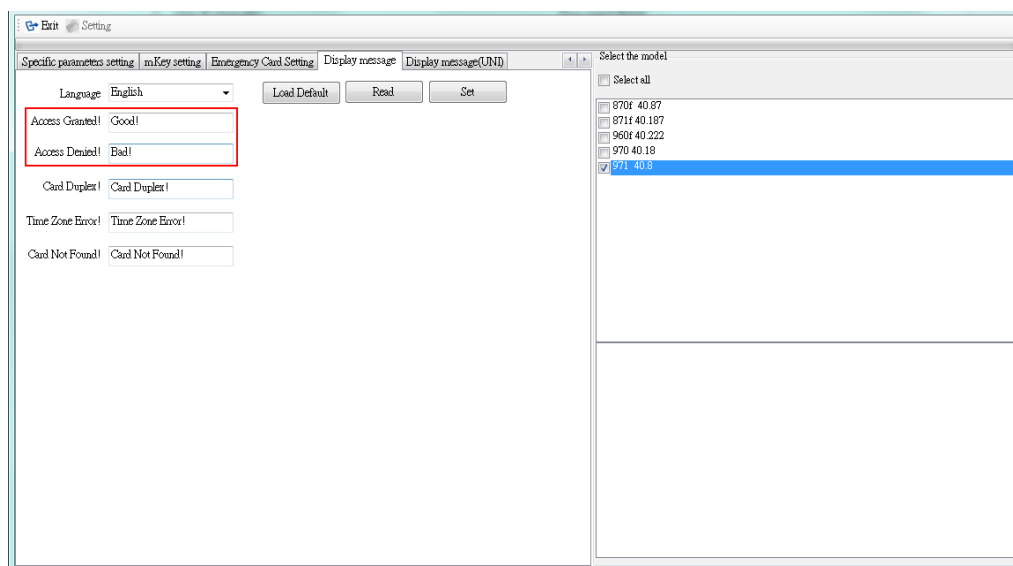 Exit Setting
Specific parameters setting mKey setting Emergency Card Setting Display message Display message(UNI)
Language English Load Default Read Set
Access Granted! Good!
Access Denied! Bad!
Card Duplex! Card Duplex!
Time Zone Error! Time Zone Error!
Card Not Found! Card Not Found!
Select the model
Select all
870f 40.87
871f 40.187
960f 40.222
970 40.18
971 40.8